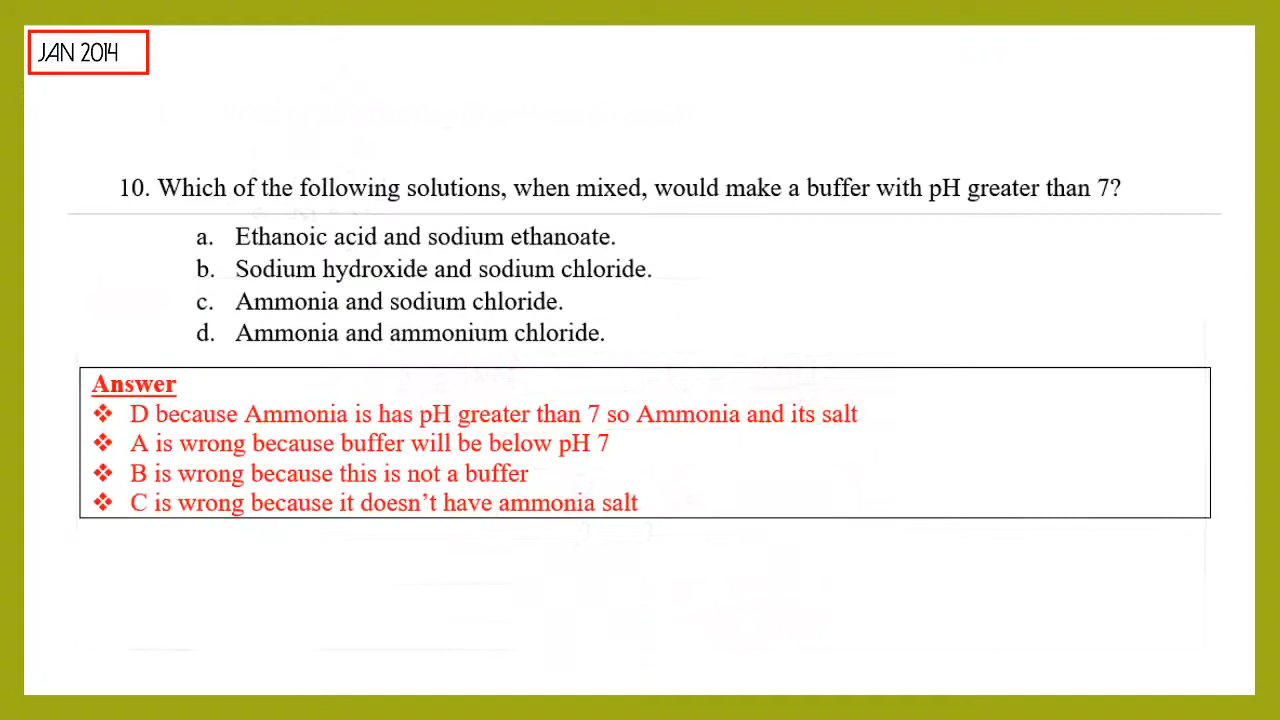 JAN 2014
10. Which of the following solutions, when mixed, would make a buffer with pH greater than 7?
a. Ethanoic acid and sodium ethanoate.
b. Sodium hydroxide and sodium chloride.
c. Ammonia and sodium chloride.
d. Ammonia and ammonium chloride.
Answer
❖ D because Ammonia is has pH greater than 7 so Ammonia and its salt
❖ A is wrong because buffer will be below pH 7
❖ B is wrong because this is not a buffer
❖ C is wrong because it doesn’t have ammonia salt